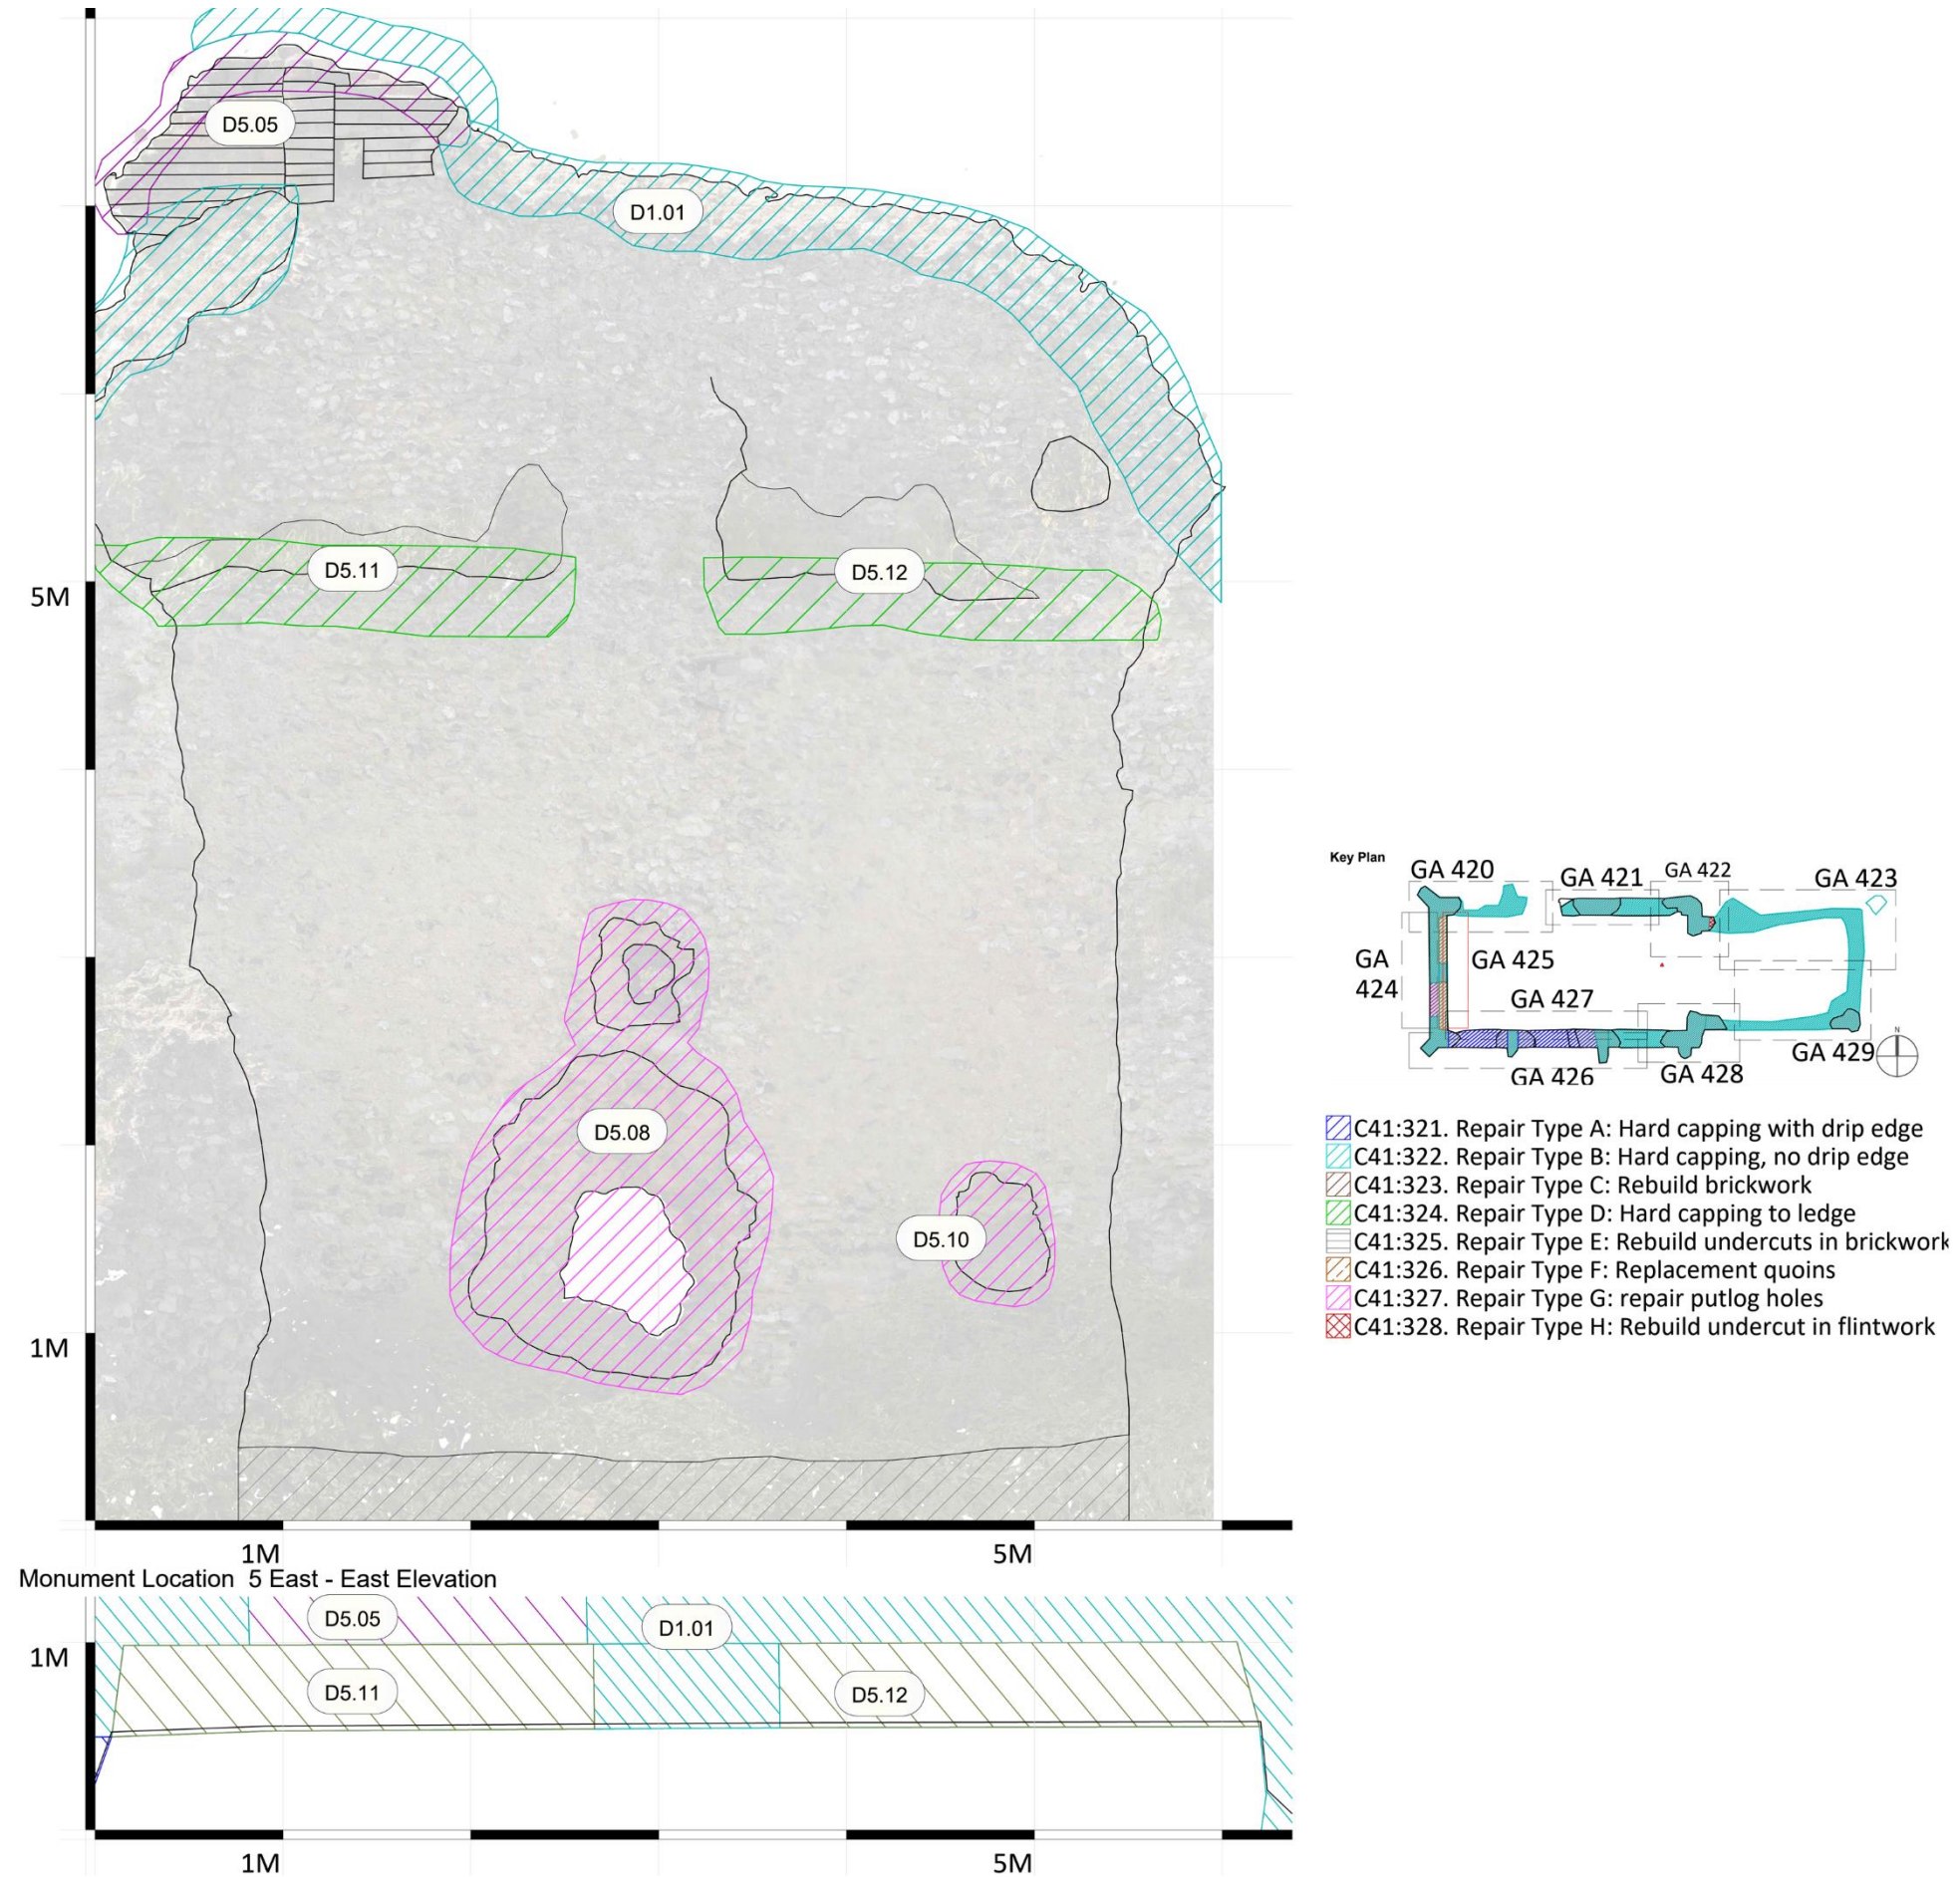 D5.05
D1.01
D5.11
D5.12
5M
D5.08
D5.10
1M
1M
5M
Monument Location 5 East - East Elevation
D5.05
D1.01
1M
D5.11
D5.12
1M
5M
Key Plan
GA 420
GA 421
GA 422
GA 423
GA
424
GA 425
GA 427
N
GA 429
GA 426
GA 428
C41:321. Repair Type A: Hard capping with drip edge
C41:322. Repair Type B: Hard capping, no drip edge
C41:323. Repair Type C: Rebuild brickwork
C41:324. Repair Type D: Hard capping to ledge
C41:325. Repair Type E: Rebuild undercuts in brickwork
C41:326. Repair Type F: Replacement quoins
C41:327. Repair Type G: repair putlog holes
C41:328. Repair Type H: Rebuild undercut in flintwork